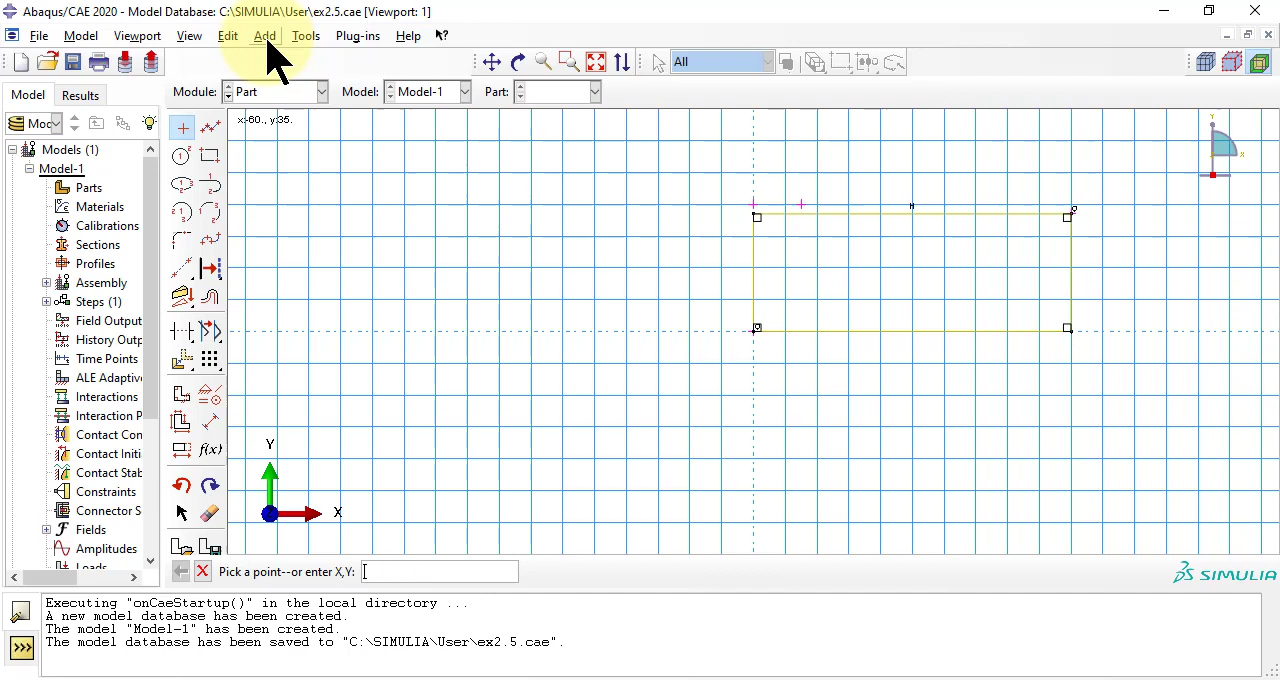 Abaqus/CAE 2020 - Model Database: C:\SIMULIA\User\ex2.5.cae [Viewport: 1]
File Model Viewport View Edit Add Tools Plug-ins Help
All
Model Results
Module: Part Model: Model-1 Part:
x:-60., y:35.
Models (1)
Model-1
Parts
Materials
Calibrations
Sections
Profiles
Assembly
Steps (1)
Field Output
History Outp
Time Points
ALE Adaptiv
Interactions
Interaction P
Contact Con
Contact Initi
Contact Stab
Constraints
Connector S
Fields
Amplitudes
Loads
f(x)
H
Y
X
Y
X
Pick a point--or enter X,Y:
SIMULIA
Executing "onCaeStartup()" in the local directory ...
A new model database has been created.
The model "Model-1" has been created.
The model database has been saved to "C:\SIMULIA\User\ex2.5.cae".